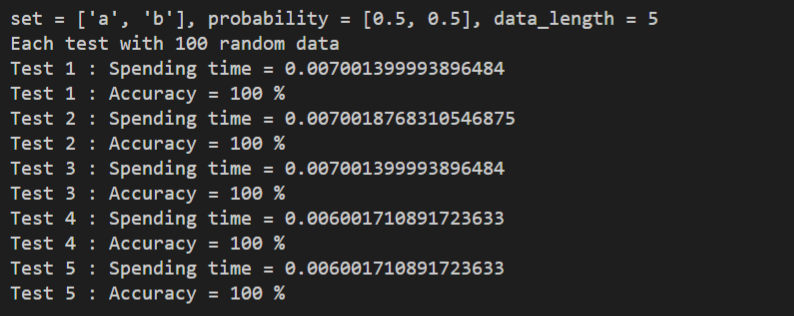 set = ['a', 'b'], probability = [0.5, 0.5], data_length = 5
Each test with 100 random data
Test 1 : Spending time = 0.007001399993896484
Test 1 : Accuracy = 100 %
Test 2 : Spending time = 0.0070018768310546875
Test 2 : Accuracy = 100 %
Test 3 : Spending time = 0.007001399993896484
Test 3 : Accuracy = 100 %
Test 4 : Spending time = 0.006001710891723633
Test 4 : Accuracy = 100 %
Test 5 : Spending time = 0.006001710891723633
Test 5 : Accuracy = 100 %